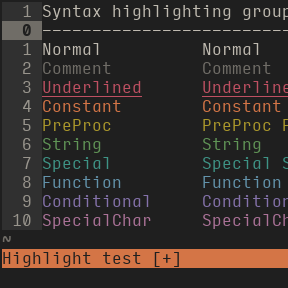 1 Syntax highlighting group
0 ---------------------------
1 Normal Normal
2 Comment Comment
3 Underlined Underline
4 Constant Constant
5 PreProc PreProc P
6 String String
7 Special Special S
8 Function Function
9 Conditional Condition
10 SpecialChar SpecialCh
~
Highlight test [+]